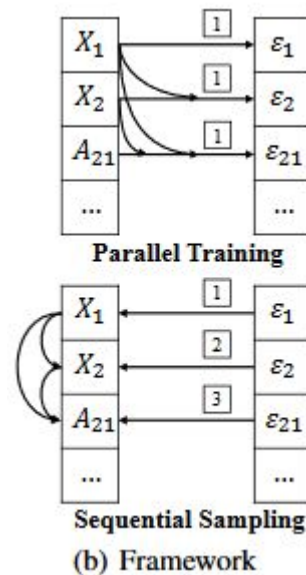 1
X₁ ε₁
1
X₂ ε₂
1
A₂₁ ε₂₁
... ...
Parallel Training
1
X₁ ε₁
2
X₂ ε₂
3
A₂₁ ε₂₁
... ...
Sequential Sampling
(b) Framework